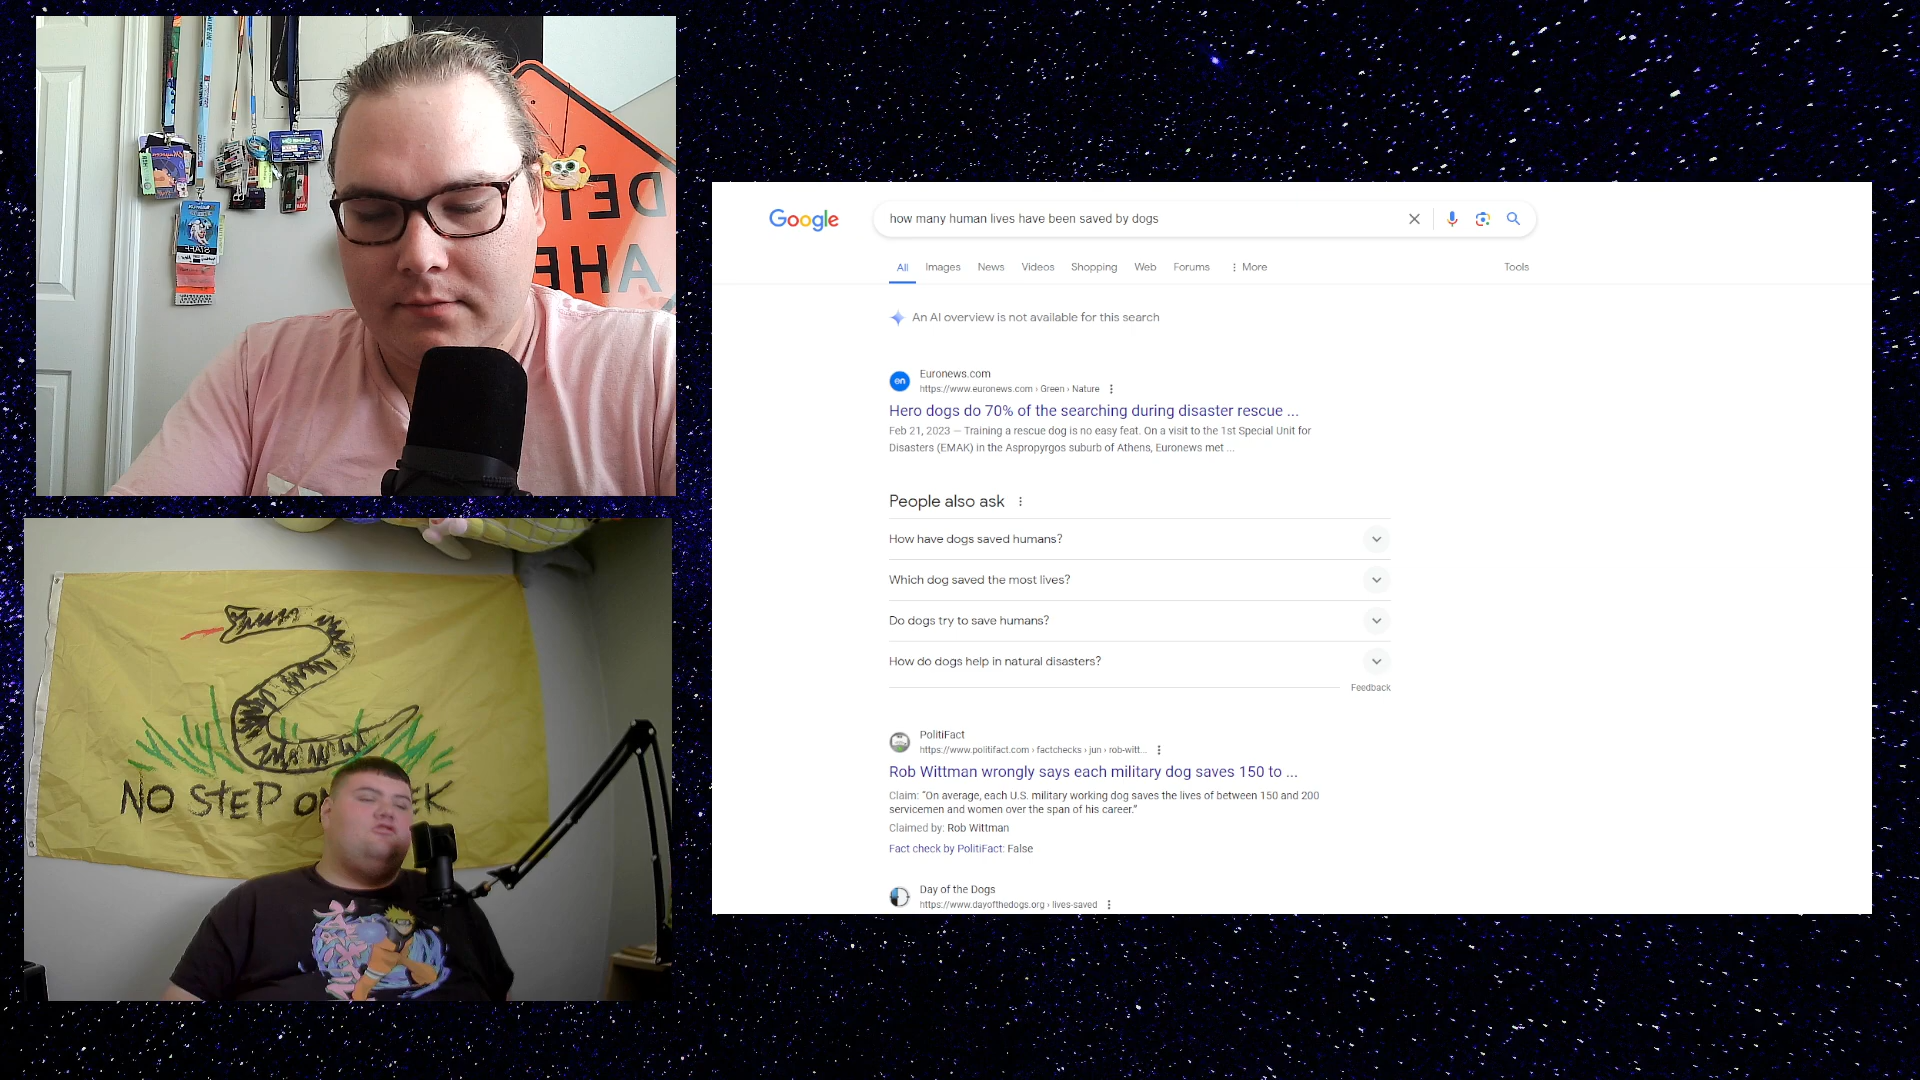 DET
AHE
STAFF
NO STEP ON
Google
how many human lives have been saved by dogs
All
Images
News
Videos
Shopping
Web
Forums
More
Tools
An AI overview is not available for this search
en
Euronews.com
https://www.euronews.com › Green › Nature
Hero dogs do 70% of the searching during disaster rescue ...
Feb 21, 2023 — Training a rescue dog is no easy feat. On a visit to the 1st Special Unit for
Disasters (EMAK) in the Aspropyrgos suburb of Athens, Euronews met ...
People also ask
How have dogs saved humans?
Which dog saved the most lives?
Do dogs try to save humans?
How do dogs help in natural disasters?
Feedback
PolitiFact
https://www.politifact.com › factchecks › jun › rob-witt...
Rob Wittman wrongly says each military dog saves 150 to ...
Claim: “On average, each U.S. military working dog saves the lives of between 150 and 200
servicemen and women over the span of his career.”
Claimed by: Rob Wittman
Fact check by PolitiFact: False
Day of the Dogs
https://www.dayofthedogs.org › lives-saved